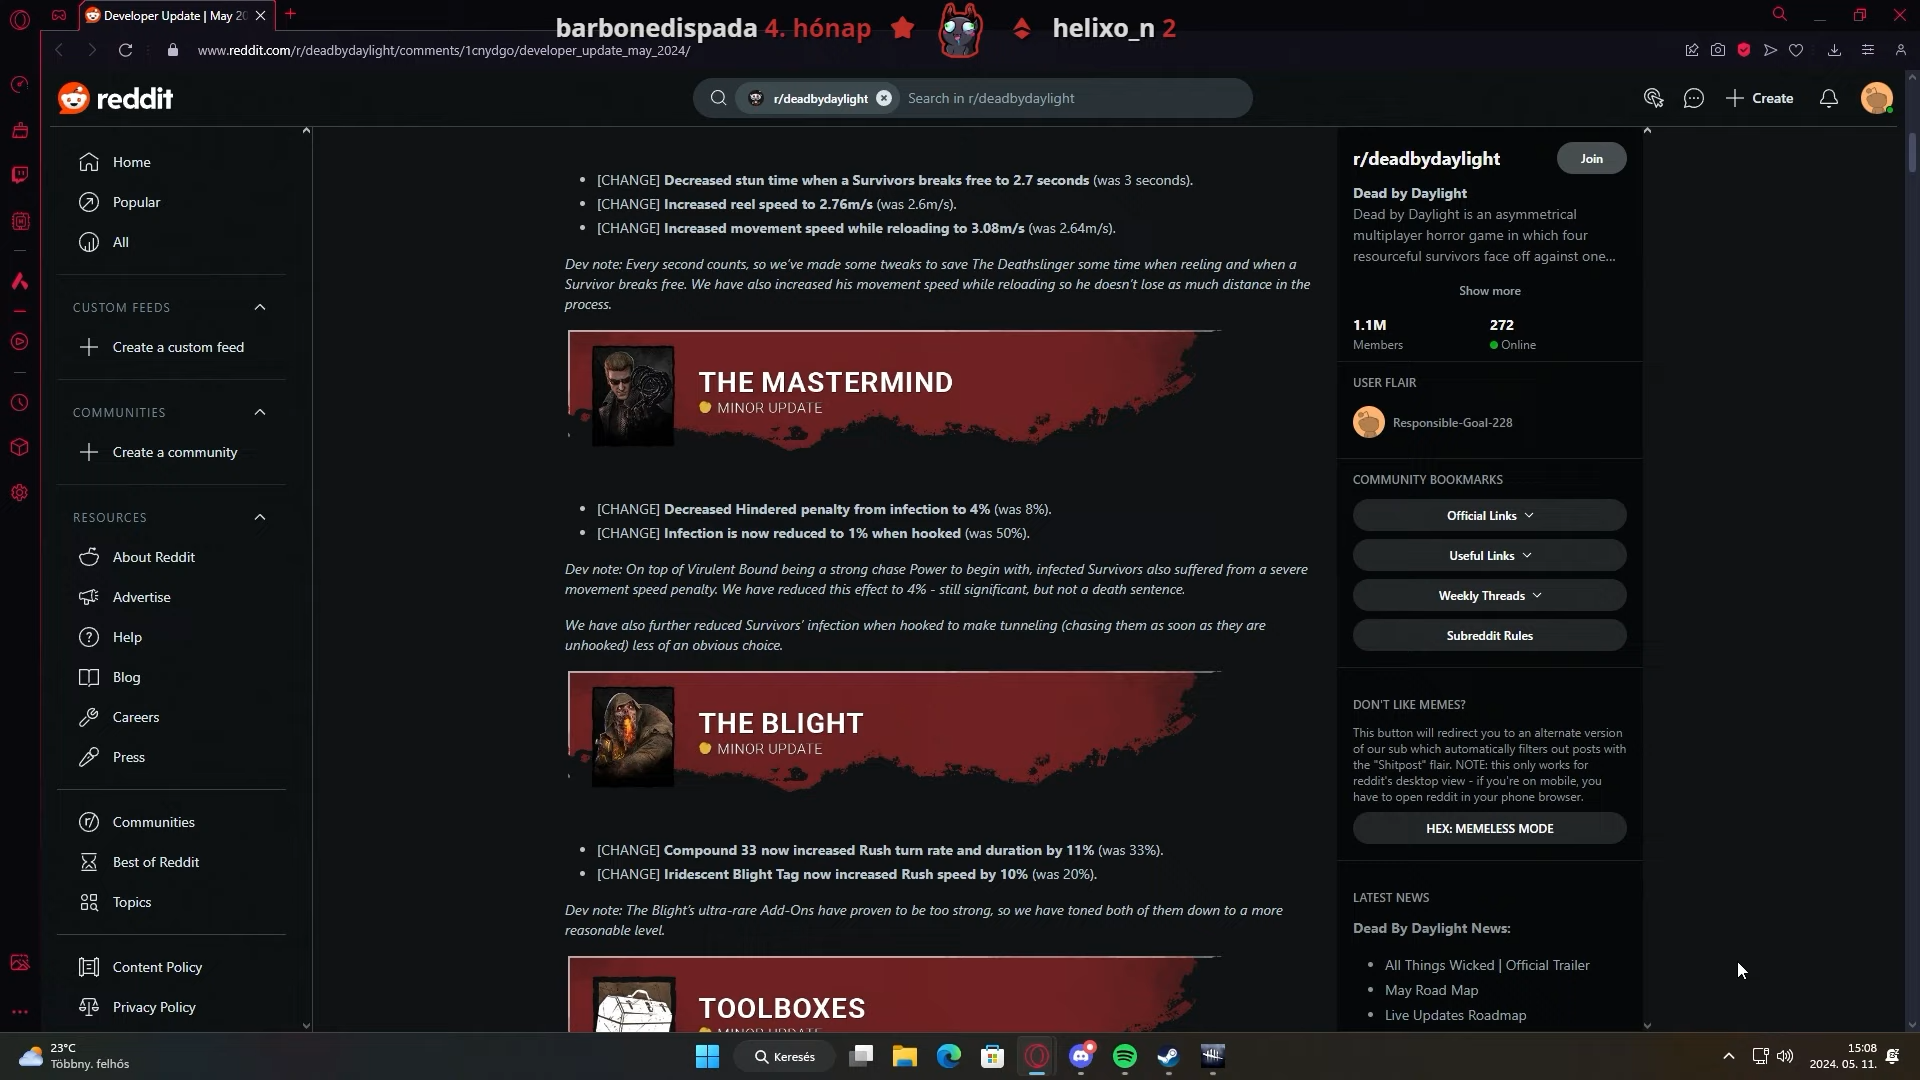 Developer Update | May 20
barbonedispada 4. hónap
helixo_n 2
www.reddit.com/r/deadbydaylight/comments/1cnydgo/developer_update_may_2024/
reddit
r/deadbydaylight
Search in r/deadbydaylight
Create
Home
Popular
All
CUSTOM FEEDS
Create a custom feed
COMMUNITIES
Create a community
RESOURCES
About Reddit
Advertise
Help
Blog
Careers
Press
Communities
Best of Reddit
Topics
Content Policy
Privacy Policy
[CHANGE] Decreased stun time when a Survivors breaks free to 2.7 seconds (was 3 seconds).
[CHANGE] Increased reel speed to 2.76m/s (was 2.6m/s).
[CHANGE] Increased movement speed while reloading to 3.08m/s (was 2.64m/s).
Dev note: Every second counts, so we've made some tweaks to save The Deathslinger some time when reeling and when a
Survivor breaks free. We have also increased his movement speed while reloading so he doesn't lose as much distance in the
process.
THE MASTERMIND
MINOR UPDATE
[CHANGE] Decreased Hindered penalty from infection to 4% (was 8%).
[CHANGE] Infection is now reduced to 1% when hooked (was 50%).
Dev note: On top of Virulent Bound being a strong chase Power to begin with, infected Survivors also suffered from a severe
movement speed penalty. We have reduced this effect to 4% - still significant, but not a death sentence.
We have also further reduced Survivors' infection when hooked to make tunneling (chasing them as soon as they are
unhooked) less of an obvious choice.
THE BLIGHT
MINOR UPDATE
[CHANGE] Compound 33 now increased Rush turn rate and duration by 11% (was 33%).
[CHANGE] Iridescent Blight Tag now increased Rush speed by 10% (was 20%).
Dev note: The Blight's ultra-rare Add-Ons have proven to be too strong, so we have toned both of them down to a more
reasonable level.
TOOLBOXES
MINOR UPDATE
r/deadbydaylight
Join
Dead by Daylight
Dead by Daylight is an asymmetrical
multiplayer horror game in which four
resourceful survivors face off against one...
Show more
1.1M
272
Members
Online
USER FLAIR
Responsible-Goal-228
COMMUNITY BOOKMARKS
Official Links
Useful Links
Weekly Threads
Subreddit Rules
DON'T LIKE MEMES?
This button will redirect you to an alternate version
of our sub which automatically filters out posts with
the "Shitpost" flair. NOTE: this only works for
reddit's desktop view - if you're on mobile, you
have to open reddit in your phone browser.
HEX: MEMELESS MODE
LATEST NEWS
Dead By Daylight News:
All Things Wicked | Official Trailer
May Road Map
Live Updates Roadmap
23°C
Többny. felhős
Keresés
15:08
2024. 05. 11.